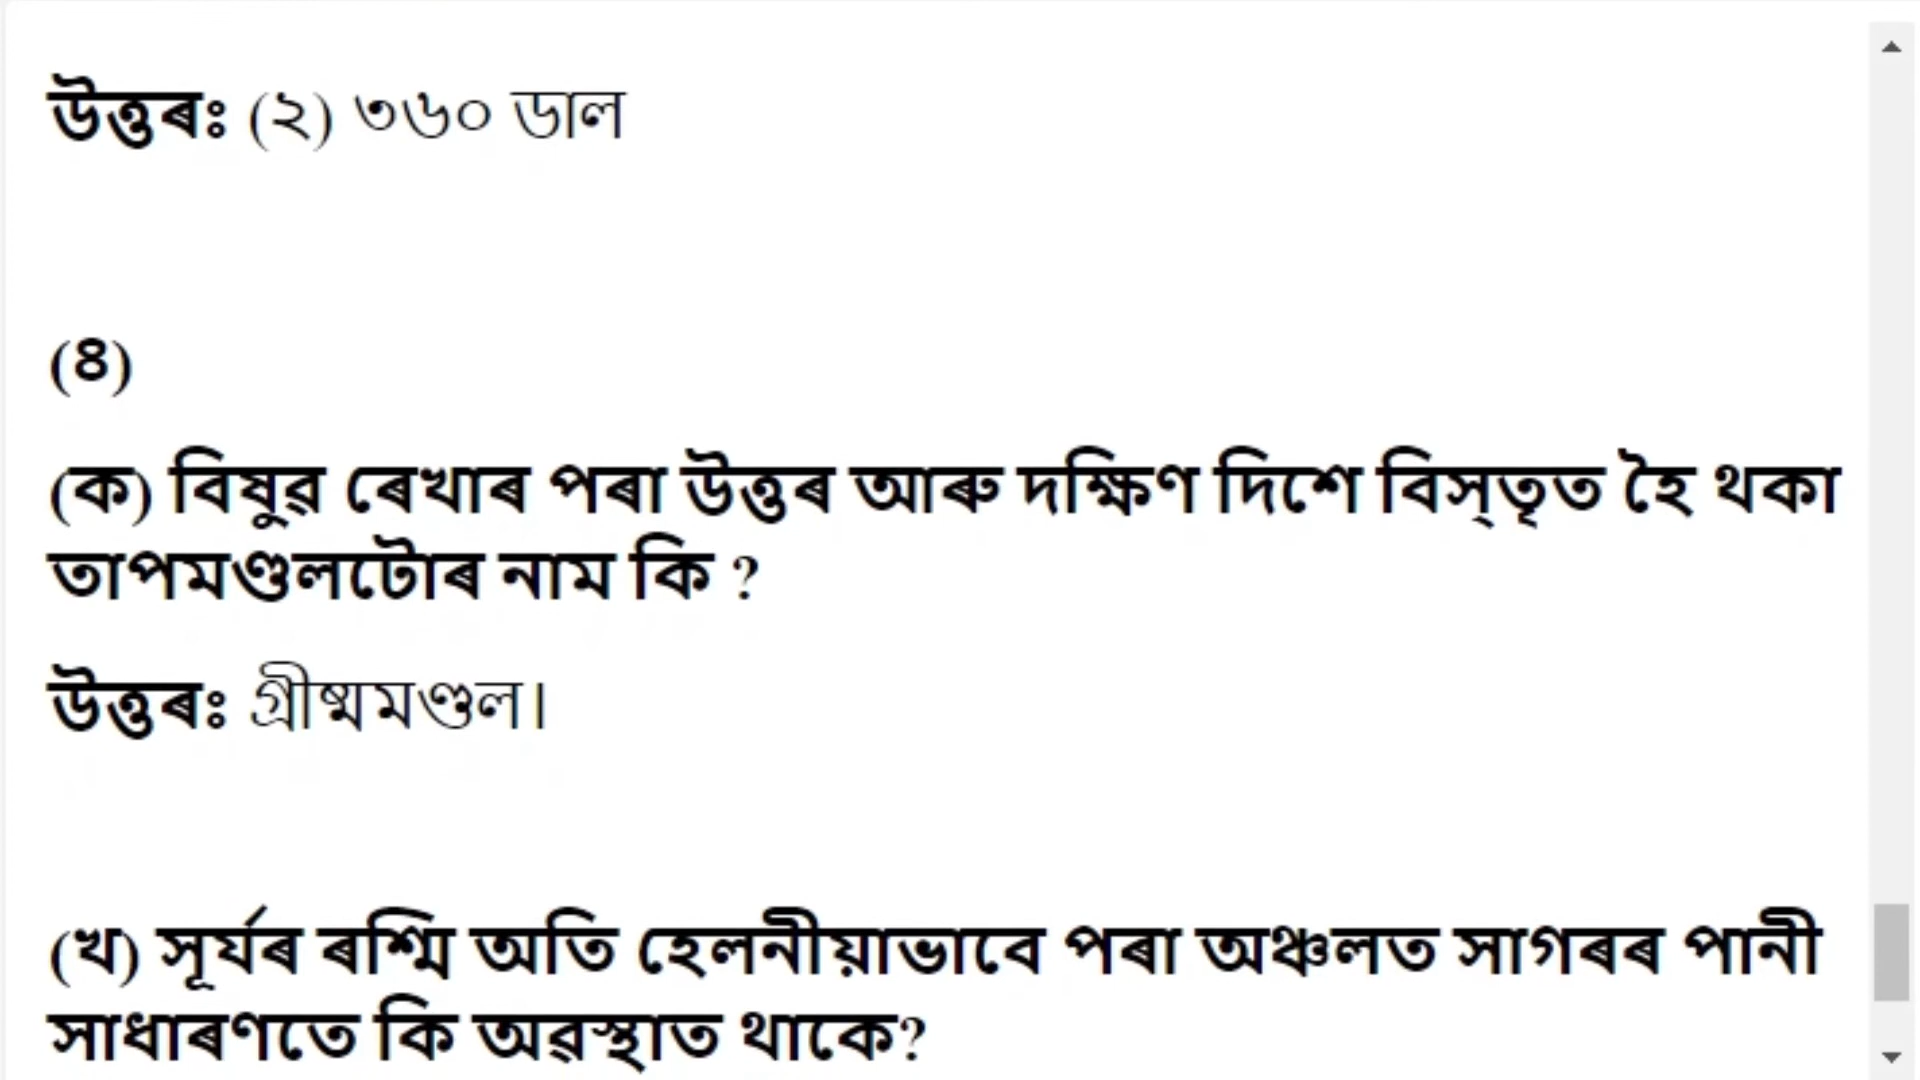 উত্তৰঃ (২) ৩৬০ ডাল
(৪)
(ক) বিষুৱ ৰেখাৰ পৰা উত্তৰ আৰু দক্ষিণ দিশে বিস্তৃত হৈ থকা
তাপমণ্ডলটোৰ নাম কি ?
উত্তৰঃ গ্ৰীষ্মমণ্ডল।
(খ) সূৰ্যৰ ৰশ্মি অতি হেলনীয়াভাবে পৰা অঞ্চলত সাগৰৰ পানী
সাধাৰণতে কি অৱস্থাত থাকে?